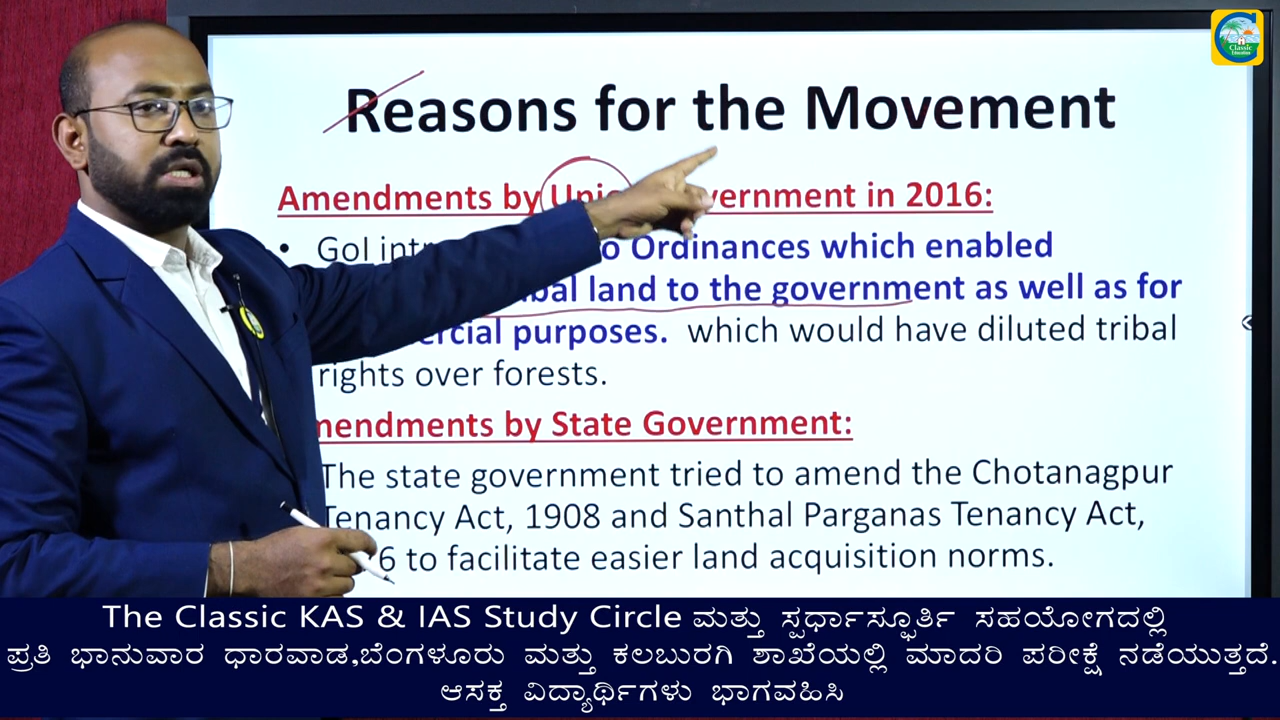 Classic
Education
Reasons for the Movement
Amendments by Union Government in 2016:
• GoI Ordinances which enabled
land to the government as well as for
purposes. which would have diluted tribal
rights over forests.
mendments by State Government:
The state government tried to amend the Chotanagpur
Tenancy Act, 1908 and Santhal Parganas Tenancy Act,
6 to facilitate easier land acquisition norms.
The Classic KAS & IAS Study Circle ಮತ್ತು ಸ್ಪರ್ಧಾಸ್ಫೂರ್ತಿ ಸಹಯೋಗದಲ್ಲಿ
ಪ್ರತಿ ಭಾನುವಾರ ಧಾರವಾಡ,ಬೆಂಗಳೂರು ಮತ್ತು ಕಲಬುರಗಿ ಶಾಖೆಯಲ್ಲಿ ಮಾದರಿ ಪರೀಕ್ಷೆ ನಡೆಯುತ್ತದೆ.
ಆಸಕ್ತ ವಿದ್ಯಾರ್ಥಿಗಳು ಭಾಗವಹಿಸಿ